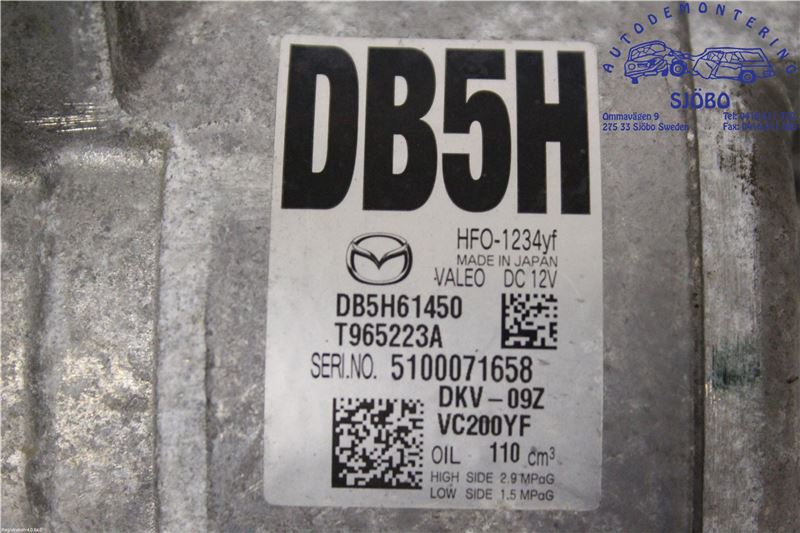 DB5H
HFO-1234yf
MADE IN JAPAN
VALEO DC 12V
DB5H61450
T965223A
SERI.NO. 5100071658
DKV-09Z
VC200YF
OIL 110 cm³
HIGH SIDE 2.9 MPaG
LOW SIDE 1.5 MPaG
AUTODEMONTERING
SJÖBO
Ommavägen 9
275 33 Sjöbo Sweden
Tel:
Fax: